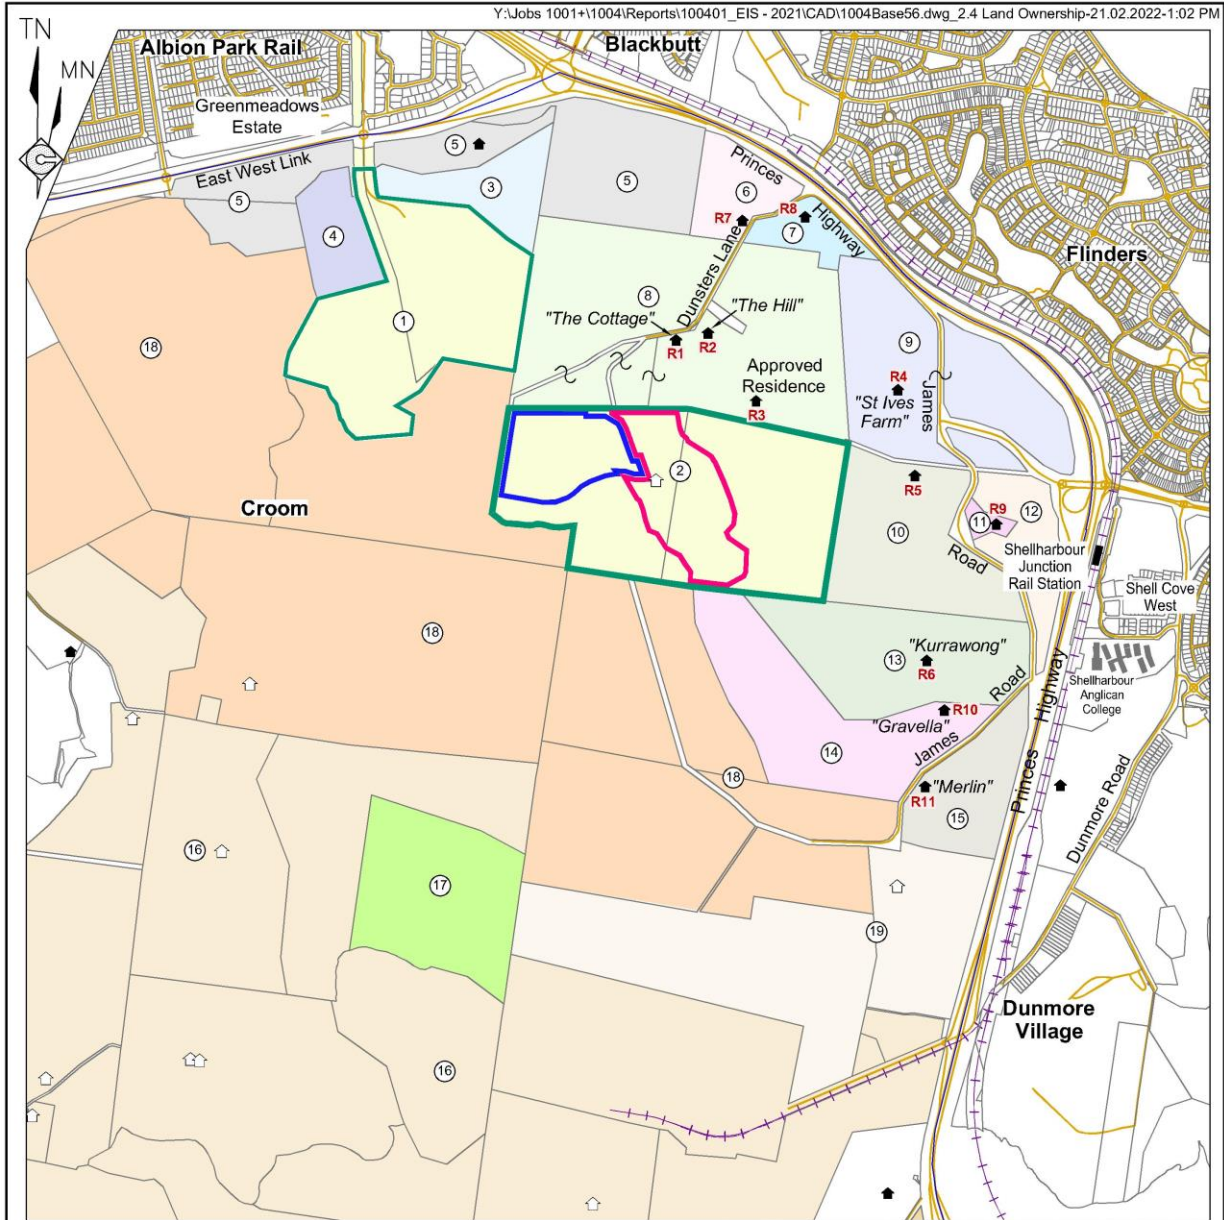 Y:\Jobs 1001+\1004\Reports\100401_EIS - 2021\CAD\1004Base56.dwg_2.4 Land Ownership-21.02.2022-1:02 PM
TN
MN
Albion Park Rail
Blackbutt
Greenmeadows
Estate
East West Link
5
5
3
5
4
Princes
Highway
6
R7
R8
7
Flinders
Dunsters Lane
8
"The Cottage"
"The Hill"
R1
R2
1
18
9
Approved
Residence
R3
R4
"St Ives
Farm"
James
Road
2
R5
Croom
10
11
R9
12
Shellharbour
Junction
Rail Station
Shell Cove
West
18
13
"Kurrawong"
R6
Shellharbour
Anglican
College
R10
"Gravella"
James
Road
Princes
Highway
14
18
"Merlin"
R11
15
Dunmore Road
16
17
19
Dunmore
Village
16